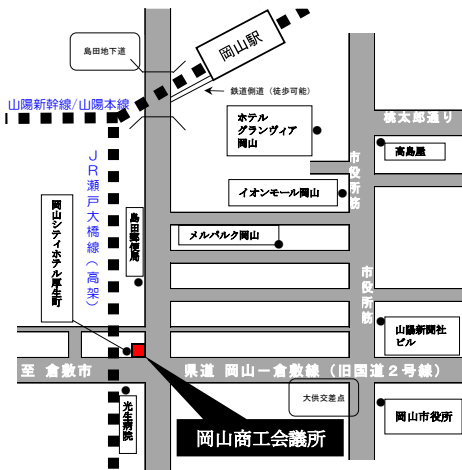 島田地下道
岡山駅
鉄道側道（徒歩可能）
山陽新幹線/山陽本線
ホテル
グランヴィア
岡山
桃太郎通り
高島屋
市役所筋
イオンモール岡山
JR瀬戸大橋線（高架）
岡山シティホテル厚生町
島田郵便局
メルパルク岡山
市役所筋
山陽新聞社
ビル
至 倉敷市
県道 岡山－倉敷線（旧国道２号線）
光生病院
大供交差点
岡山市役所
岡山商工会議所